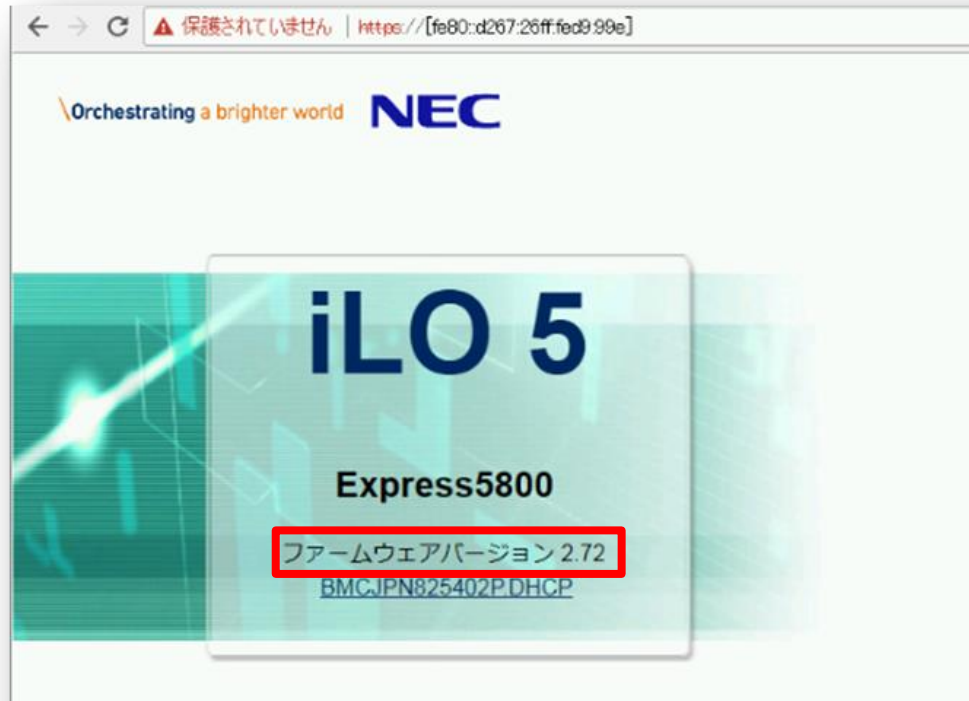 保護されていません | https://[fe80::d267:26ff:fed9:99e]
\Orchestrating a brighter world NEC
iLO 5
Express5800
ファームウェアバージョン 2.72
BMCJPN825402P.DHCP